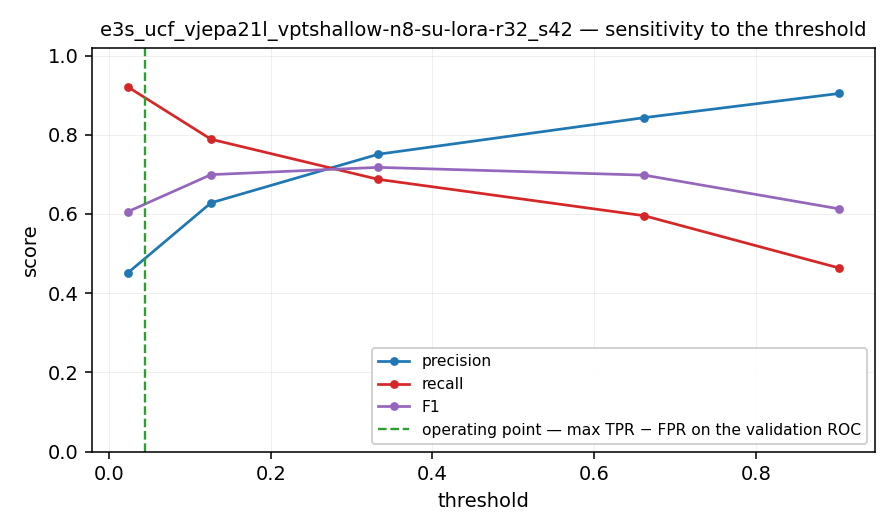 e3s_ucf_vjepa21l_vptshallow-n8-su-lora-r32_s42 — sensitivity to the threshold
1.0
0.8
0.6
0.4
0.2
0.0
score
precision
recall
F1
operating point — max TPR − FPR on the validation ROC
0.0 0.2 0.4 0.6 0.8
threshold